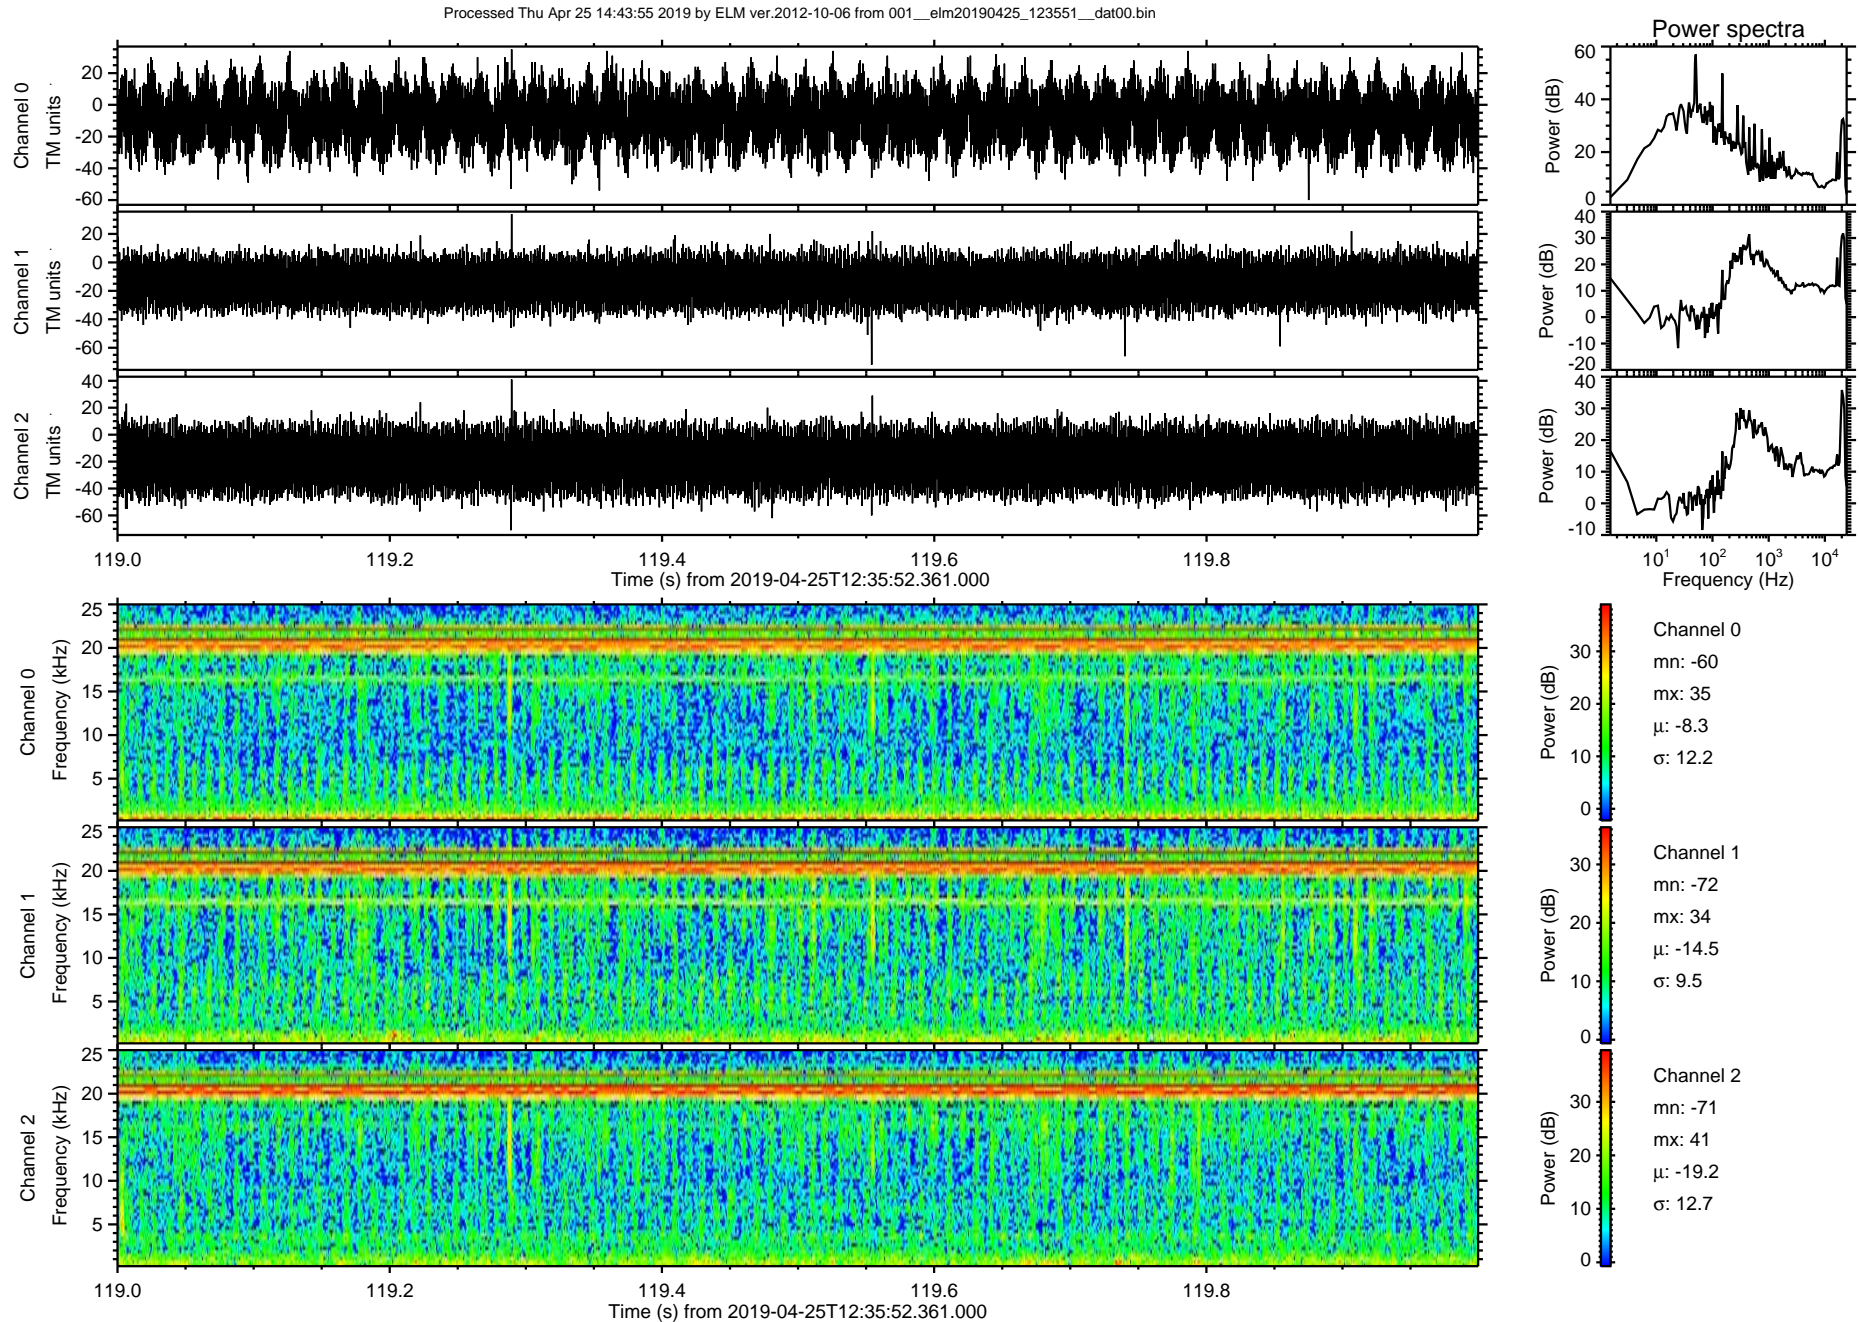 Processed Thu Apr 25 14:43:55 2019 by ELM ver.2012-10-06 from 001__elm20190425_123551__dat00.bin
Power spectra
Channel 0
TM units
20
0
-20
-40
-60
Power (dB)
60
40
20
0
Channel 1
TM units
20
0
-20
-40
-60
Power (dB)
40
30
20
10
0
-10
-20
Channel 2
TM units
40
20
0
-20
-40
-60
Power (dB)
40
30
20
10
0
-10
119.0 119.2 119.4 119.6 119.8
Time (s) from 2019-04-25T12:35:52.361.000
10^1 10^2 10^3 10^4
Frequency (Hz)
Channel 0
Frequency (kHz)
25
20
15
10
5
Power (dB)
30
20
10
0
Channel 0
mn: -60
mx: 35
μ: -8.3
σ: 12.2
Channel 1
Frequency (kHz)
25
20
15
10
5
Power (dB)
30
20
10
0
Channel 1
mn: -72
mx: 34
μ: -14.5
σ: 9.5
Channel 2
Frequency (kHz)
25
20
15
10
5
Power (dB)
30
20
10
0
Channel 2
mn: -71
mx: 41
μ: -19.2
σ: 12.7
119.0 119.2 119.4 119.6 119.8
Time (s) from 2019-04-25T12:35:52.361.000